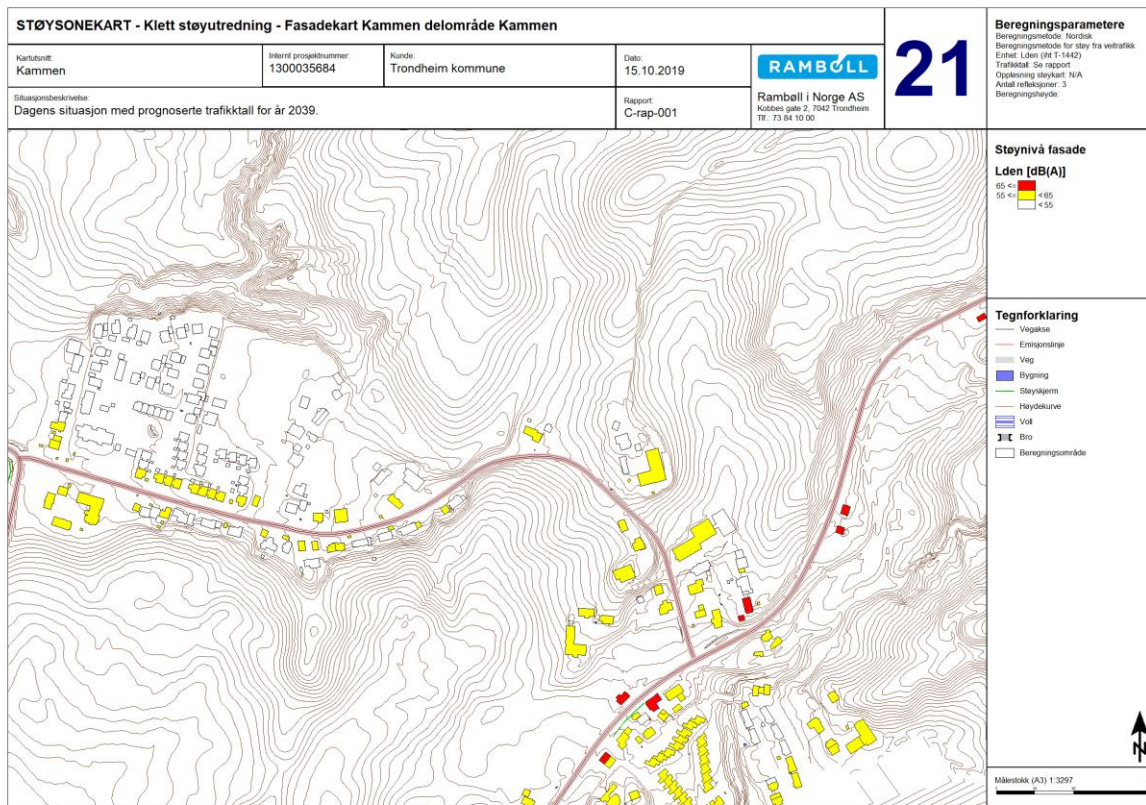 STØYSONEKART - Klett støyutredning - Fasadekart Kammen delområde Kammen
Kartutsnitt:
Kammen
Internt prosjektnummer:
1300035684
Kunde:
Trondheim kommune
Dato:
15.10.2019
Situasjonsbeskrivelse:
Dagens situasjon med prognoserte trafikktall for år 2039.
Rapport:
C-rap-001
RAMBØLL
Rambøll i Norge AS
Kobbes gate 2, 7042 Trondheim
Tlf.: 73 84 10 00
21
Beregningsparametere
Beregningsmetode: Nordisk
Beregningsmetode for støy fra veitrafikk
Enhet: Lden (iht T-1442)
Trafikktall: Se rapport
Oppløsning støykart: N/A
Antall refleksjoner: 3
Beregningshøyde:
Støynivå fasade
Lden [dB(A)]
65 <=
55 <= < 65
< 55
Tegnforklaring
Vegakse
Emisjonslinje
Veg
Bygning
Støyskjerm
Høydekurve
Voll
Bro
Beregningsområde
N
Målestokk (A3) 1:3297